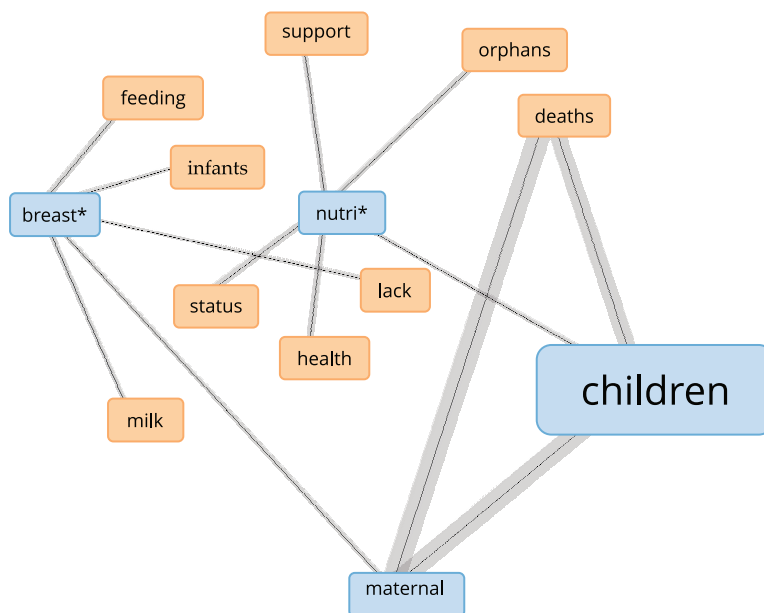 support
orphans
feeding
deaths
infants
breast*
nutri*
lack
status
health
children
milk
maternal